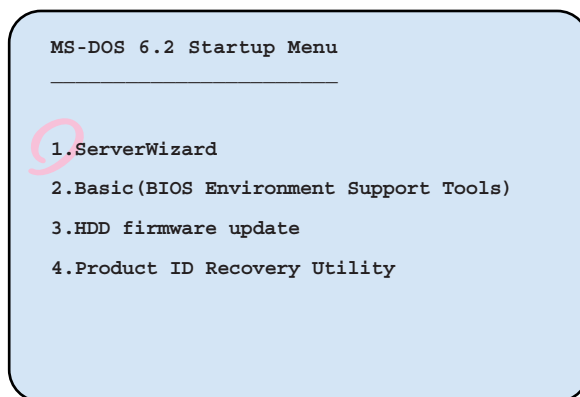 MS-DOS 6.2 Startup Menu
________________________
1.ServerWizard
2.Basic(BIOS Environment Support Tools)
3.HDD firmware update
4.Product ID Recovery Utility